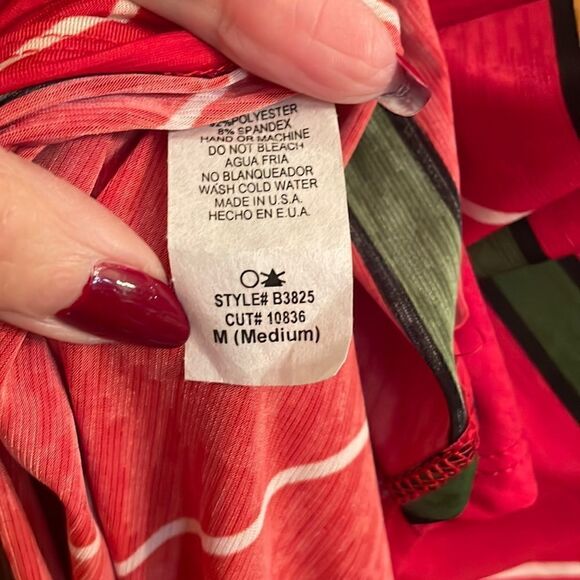 92% POLYESTER
8% SPANDEX
HAND OR MACHINE
DO NOT BLEACH
AGUA FRIA
NO BLANQUEADOR
WASH COLD WATER
MADE IN U.S.A.
HECHO EN E.U.A.
STYLE# B3825
CUT# 10836
M (Medium)